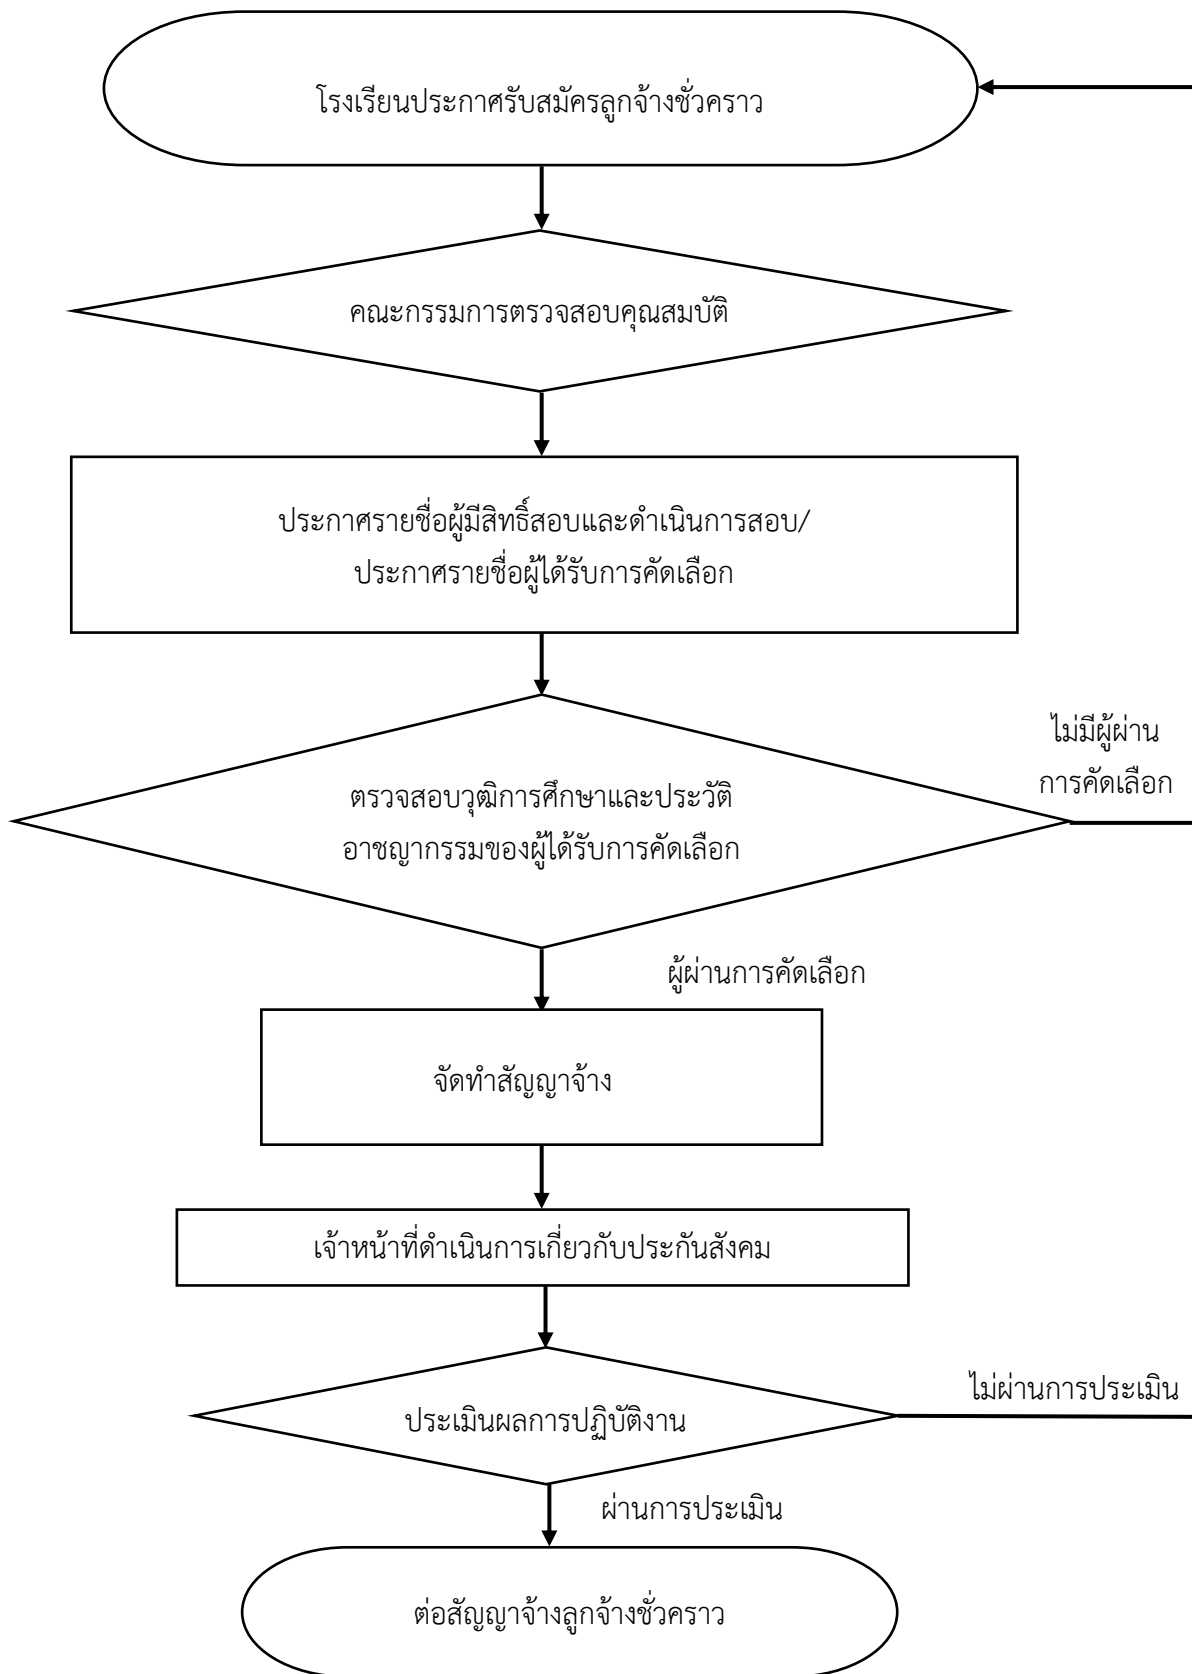 โรงเรียนประกาศรับสมัครลูกจ้างชั่วคราว
คณะกรรมการตรวจสอบคุณสมบัติ
ประกาศรายชื่อผู้มีสิทธิ์สอบและดำเนินการสอบ/
ประกาศรายชื่อผู้ได้รับการคัดเลือก
ไม่มีผู้ผ่าน
การคัดเลือก
ตรวจสอบวุฒิการศึกษาและประวัติ
อาชญากรรมของผู้ได้รับการคัดเลือก
ผู้ผ่านการคัดเลือก
จัดทำสัญญาจ้าง
เจ้าหน้าที่ดำเนินการเกี่ยวกับประกันสังคม
ไม่ผ่านการประเมิน
ประเมินผลการปฏิบัติงาน
ผ่านการประเมิน
ต่อสัญญาจ้างลูกจ้างชั่วคราว